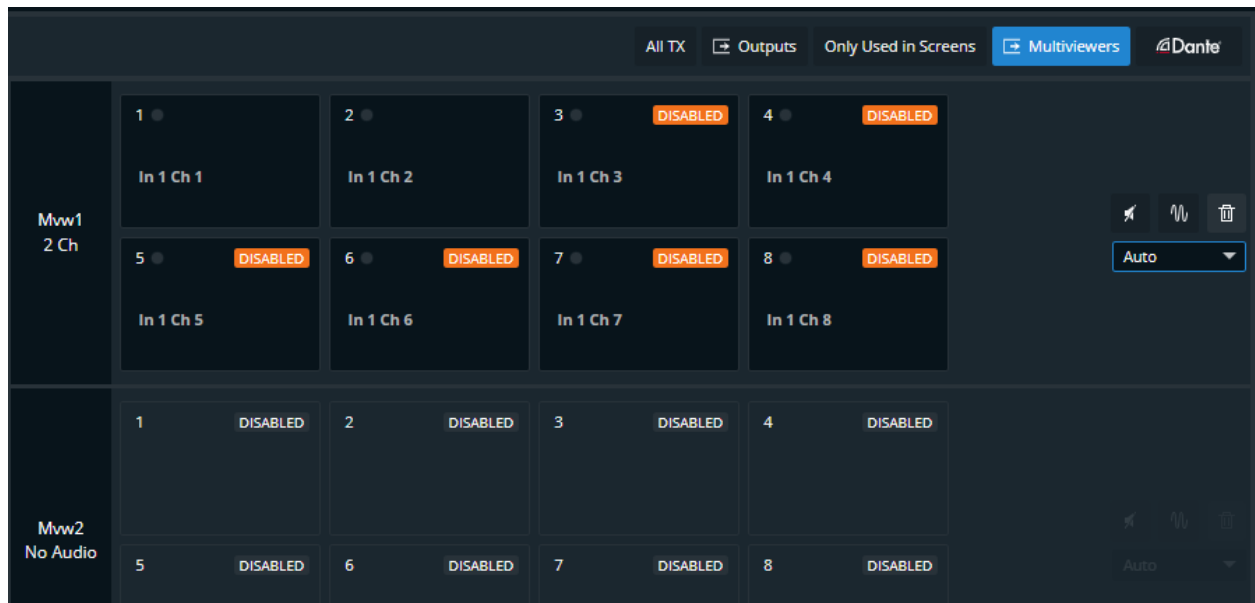 All TX Outputs Only Used in Screens Multiviewers Dante
Mvw1
2 Ch
1 2 3 DISABLED 4 DISABLED
In 1 Ch 1 In 1 Ch 2 In 1 Ch 3 In 1 Ch 4
5 DISABLED 6 DISABLED 7 DISABLED 8 DISABLED
In 1 Ch 5 In 1 Ch 6 In 1 Ch 7 In 1 Ch 8
Auto
Mvw2
No Audio
1 DISABLED 2 DISABLED 3 DISABLED 4 DISABLED
5 DISABLED 6 DISABLED 7 DISABLED 8 DISABLED
Auto